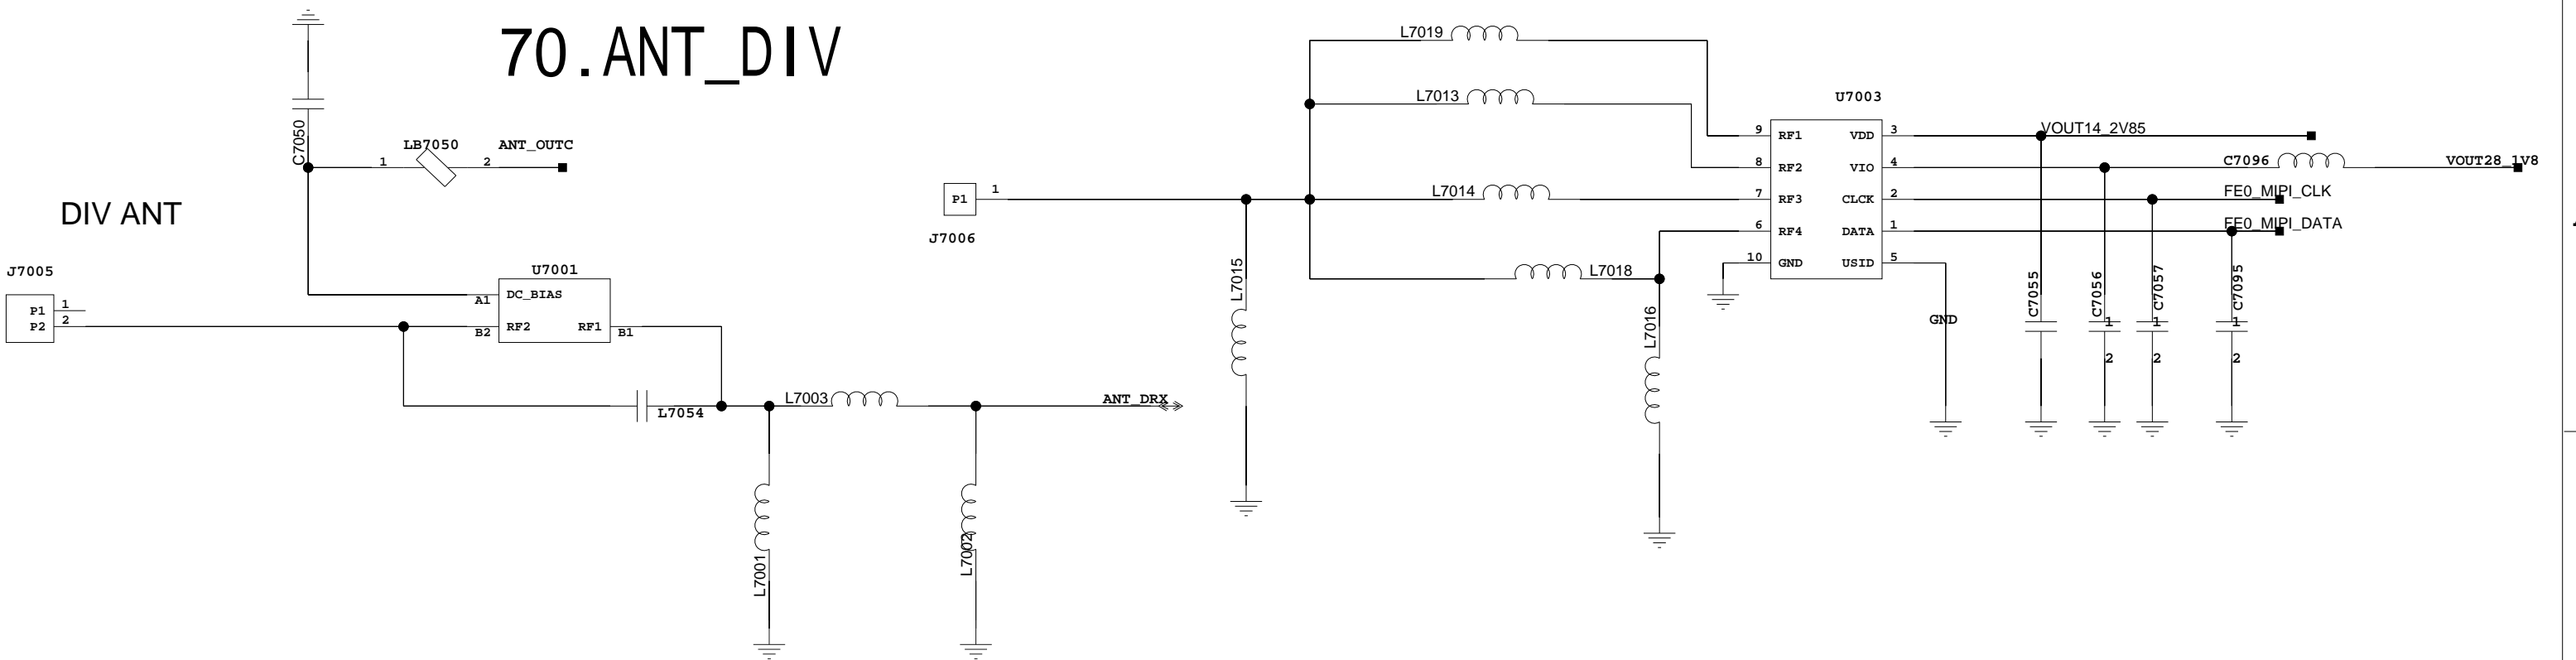 70.ANT_DIV
L7019
L7013
U7003
C7050
LB7050
ANT_OUTC
1
2
9 RF1 VDD 3 VOUT14_2V85
8 RF2 VIO 4 C7096 VOUT28_1V8
L7014
7 RF3 CLCK 2 FE0_MIPI_CLK
6 RF4 DATA 1 FE0_MIPI_DATA
10 GND USID 5
P1 1
J7006
DIV ANT
J7005
P1 1
P2 2
U7001
A1 DC_BIAS
B2 RF2 RF1 B1
L7015
L7018
L7016
GND
C7055
C7056
C7057
C7095
1
1
1
2
2
2
L7054
L7003
ANT_DRX
L7001
L7002